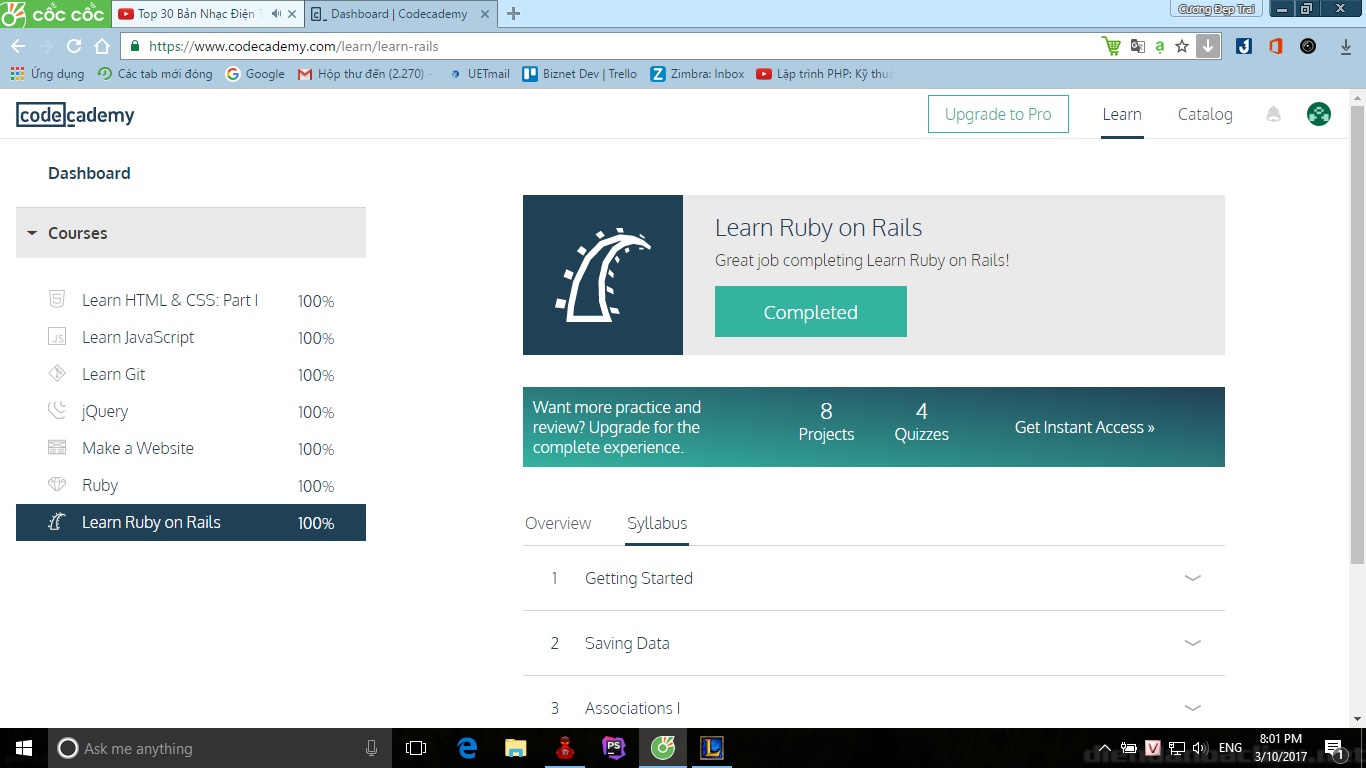 cốc cốc
Top 30 Bản Nhạc Điện T
Dashboard | Codecademy
Cương Đẹp Trai
https://www.codecademy.com/learn/learn-rails
Ứng dụng
Các tab mới đóng
Google
Hộp thư đến (2.270) -
UETmail
Biznet Dev | Trello
Zimbra: Inbox
Lập trình PHP: Kỹ thu
codecademy
Upgrade to Pro
Learn
Catalog
Dashboard
Courses
Learn HTML & CSS: Part I 100%
Learn JavaScript 100%
Learn Git 100%
jQuery 100%
Make a Website 100%
Ruby 100%
Learn Ruby on Rails 100%
Learn Ruby on Rails
Great job completing Learn Ruby on Rails!
Completed
Want more practice and
review? Upgrade for the
complete experience.
8
Projects
4
Quizzes
Get Instant Access »
Overview
Syllabus
1 Getting Started
2 Saving Data
3 Associations I
Ask me anything
ENG
8:01 PM
3/10/2017
1